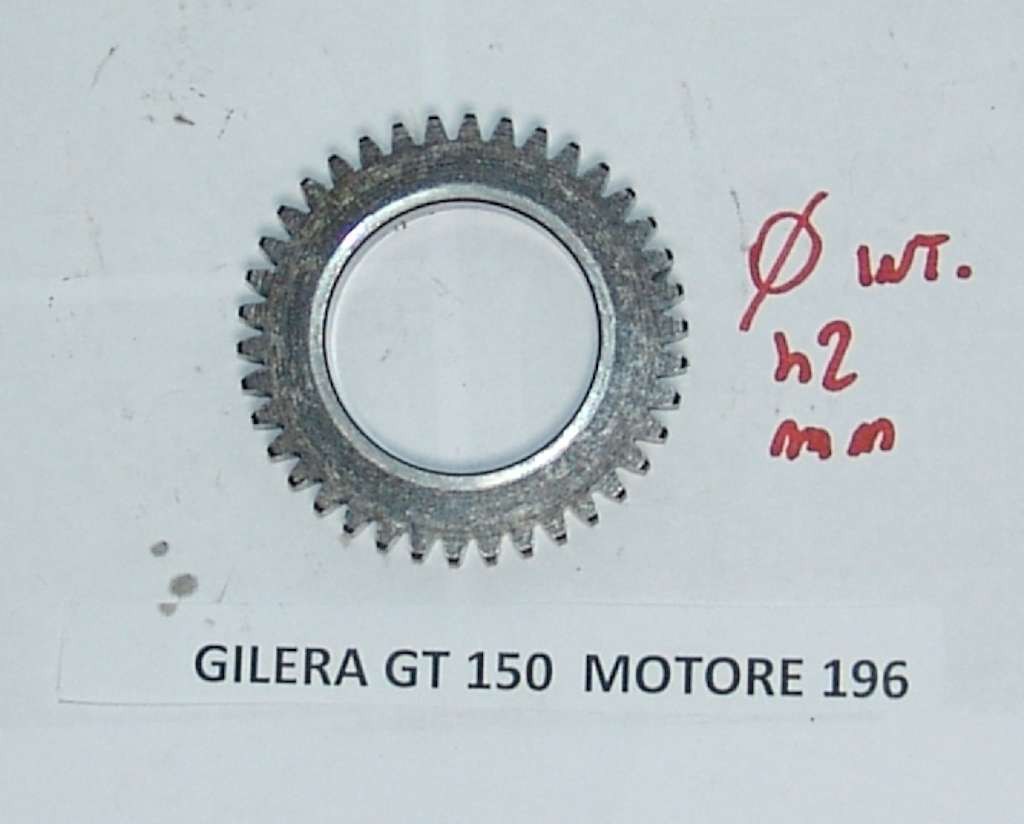 Ø INT.
42
mm
GILERA GT 150 MOTORE 196